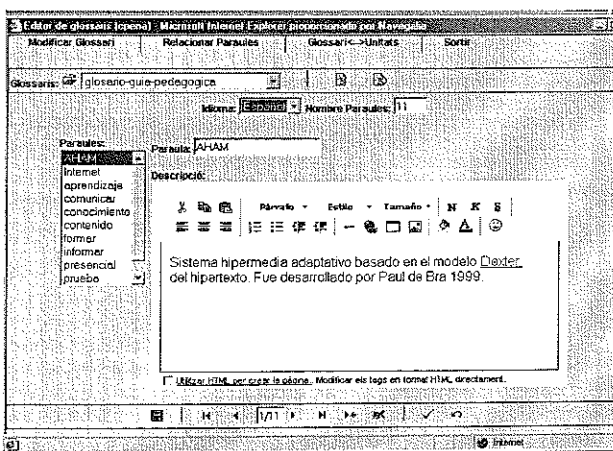 Editor de glossaris (opena) - Microsoft Internet Explorer proporcionado por Navegalia
Modificar Glossari Relacionar Paraules Glossari<->Unitats Sortir
Glossaris: glosario-guia-pedagogica
Idioma: Español Nombre Paraules: 11
Paraules:
AHAM
Internet
aprendizaje
comunicar
conocimiento
contenido
formar
informar
presencial
prueba
Paraula: AHAM
Descripció:
Párrafo Estilo Tamaño N K S
Sistema hipermedia adaptativo basado en el modelo Dexter
del hipertexto. Fue desarrollado por Paul de Bra 1999.
Utilizar HTML per crear la pàgina. Modificar els tags en format HTML directament.
1/11
Internet